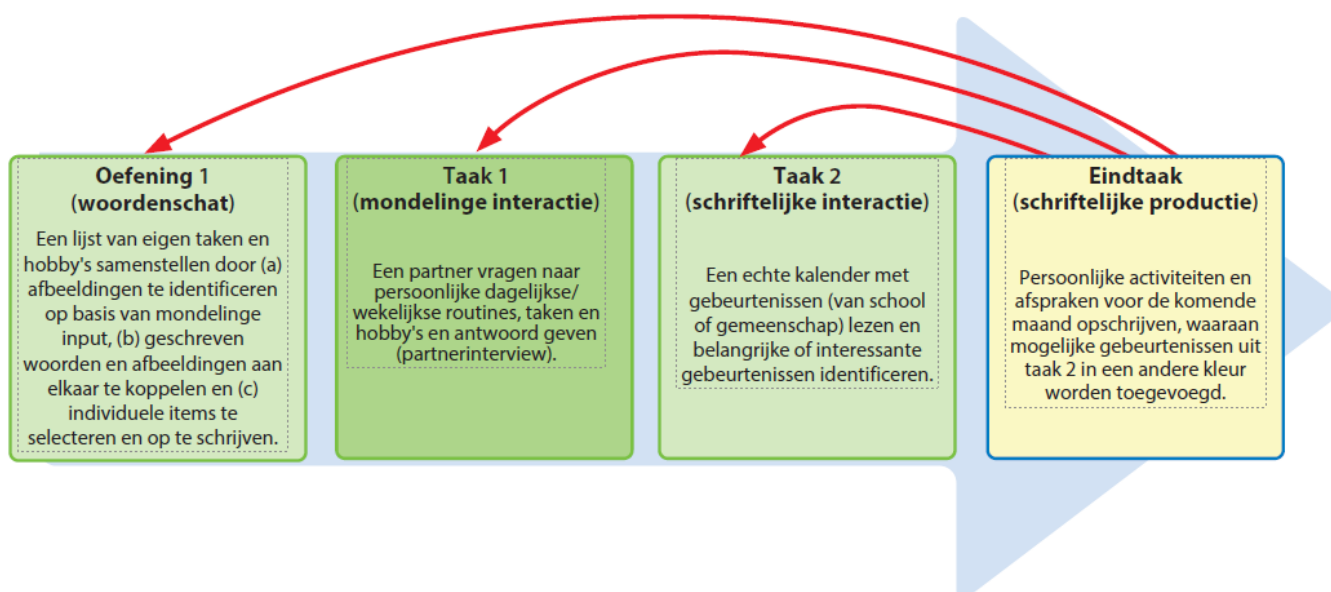 Oefening 1
(woordenschat)
Een lijst van eigen taken en
hobby's samenstellen door (a)
afbeeldingen te identificeren
op basis van mondelinge
input, (b) geschreven
woorden en afbeeldingen aan
elkaar te koppelen en (c)
individuele items te
selecteren en op te schrijven.
Taak 1
(mondelinge interactie)
Een partner vragen naar
persoonlijke dagelijkse/
wekelijkse routines, taken en
hobby's en antwoord geven
(partnerinterview).
Taak 2
(schriftelijke interactie)
Een echte kalender met
gebeurtenissen (van school
of gemeenschap) lezen en
belangrijke of interessante
gebeurtenissen identificeren.
Eindtaak
(schriftelijke productie)
Persoonlijke activiteiten en
afspraken voor de komende
maand opschrijven, waaraan
mogelijke gebeurtenissen uit
taak 2 in een andere kleur
worden toegevoegd.